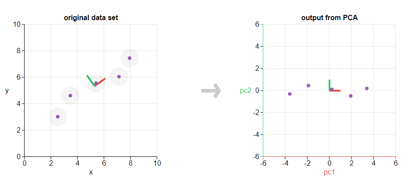 original data set
output from PCA
10
8
6
4
2
0
y
0 2 4 6 8 10
x
6
4
2
0
-2
-4
-6
pc2
-6 -4 -2 0 2 4 6
pc1